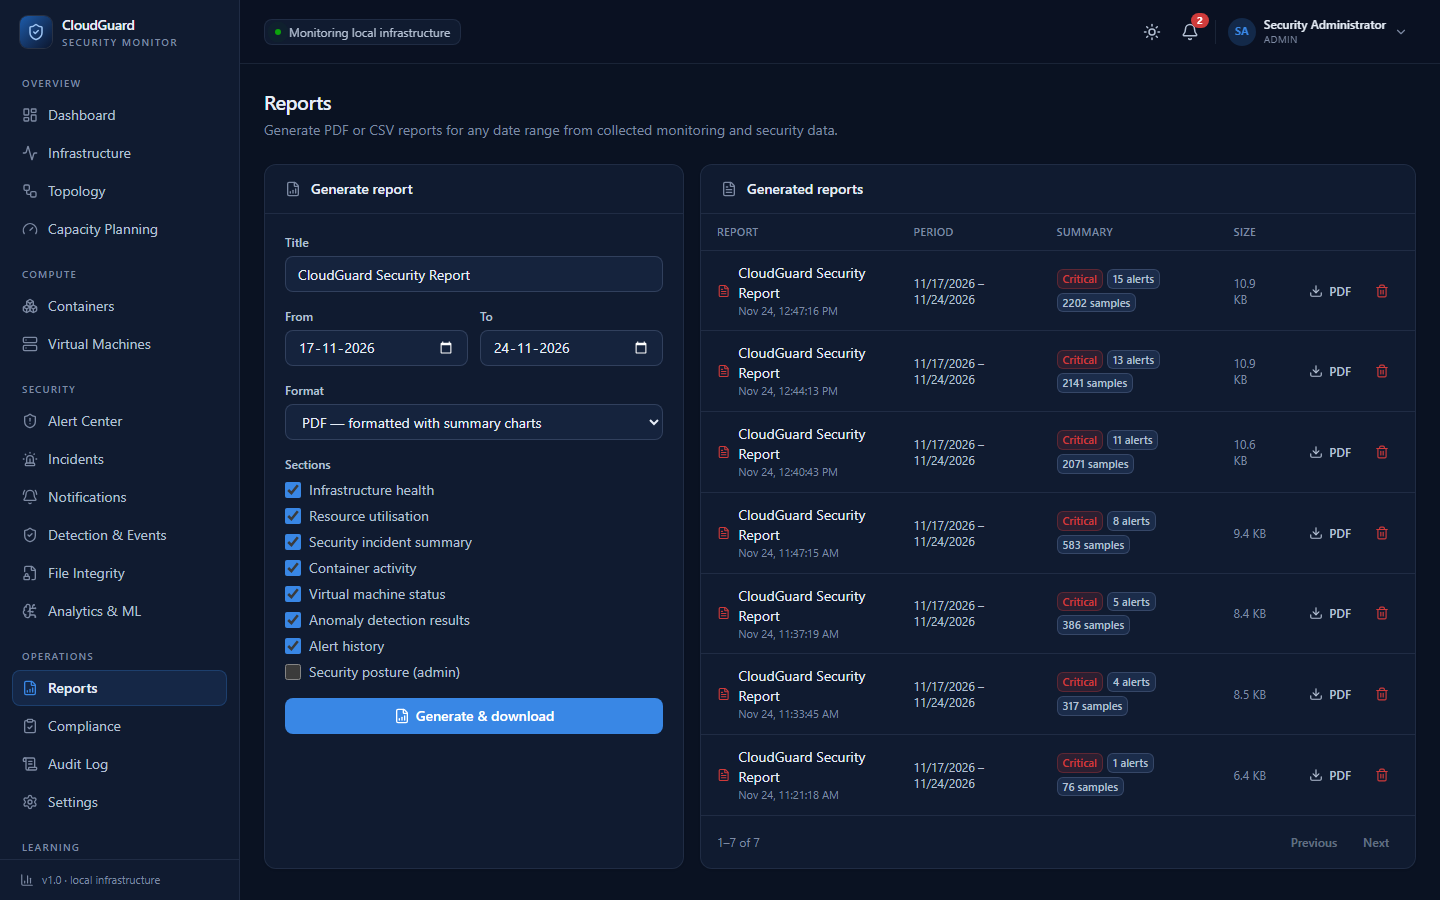 CloudGuard
SECURITY MONITOR
OVERVIEW
Dashboard
Infrastructure
Topology
Capacity Planning
COMPUTE
Containers
Virtual Machines
SECURITY
Alert Center
Incidents
Notifications
Detection & Events
File Integrity
Analytics & ML
OPERATIONS
Reports
Compliance
Audit Log
Settings
LEARNING
v1.0 · local infrastructure
Monitoring local infrastructure
2
SA
Security Administrator
ADMIN
Reports
Generate PDF or CSV reports for any date range from collected monitoring and security data.
Generate report
Title
CloudGuard Security Report
From To
17-11-2026 24-11-2026
Format
PDF — formatted with summary charts
Sections
Infrastructure health
Resource utilisation
Security incident summary
Container activity
Virtual machine status
Anomaly detection results
Alert history
Security posture (admin)
Generate & download
Generated reports
REPORT PERIOD SUMMARY SIZE
CloudGuard Security
Report
Nov 24, 12:47:16 PM
11/17/2026 –
11/24/2026
Critical 15 alerts
2202 samples
10.9
KB
PDF
CloudGuard Security
Report
Nov 24, 12:44:13 PM
11/17/2026 –
11/24/2026
Critical 13 alerts
2141 samples
10.9
KB
PDF
CloudGuard Security
Report
Nov 24, 12:40:43 PM
11/17/2026 –
11/24/2026
Critical 11 alerts
2071 samples
10.6
KB
PDF
CloudGuard Security
Report
Nov 24, 11:47:15 AM
11/17/2026 –
11/24/2026
Critical 8 alerts
583 samples
9.4 KB
PDF
CloudGuard Security
Report
Nov 24, 11:37:19 AM
11/17/2026 –
11/24/2026
Critical 5 alerts
386 samples
8.4 KB
PDF
CloudGuard Security
Report
Nov 24, 11:33:45 AM
11/17/2026 –
11/24/2026
Critical 4 alerts
317 samples
8.5 KB
PDF
CloudGuard Security
Report
Nov 24, 11:21:18 AM
11/17/2026 –
11/24/2026
Critical 1 alerts
76 samples
6.4 KB
PDF
1–7 of 7
Previous Next